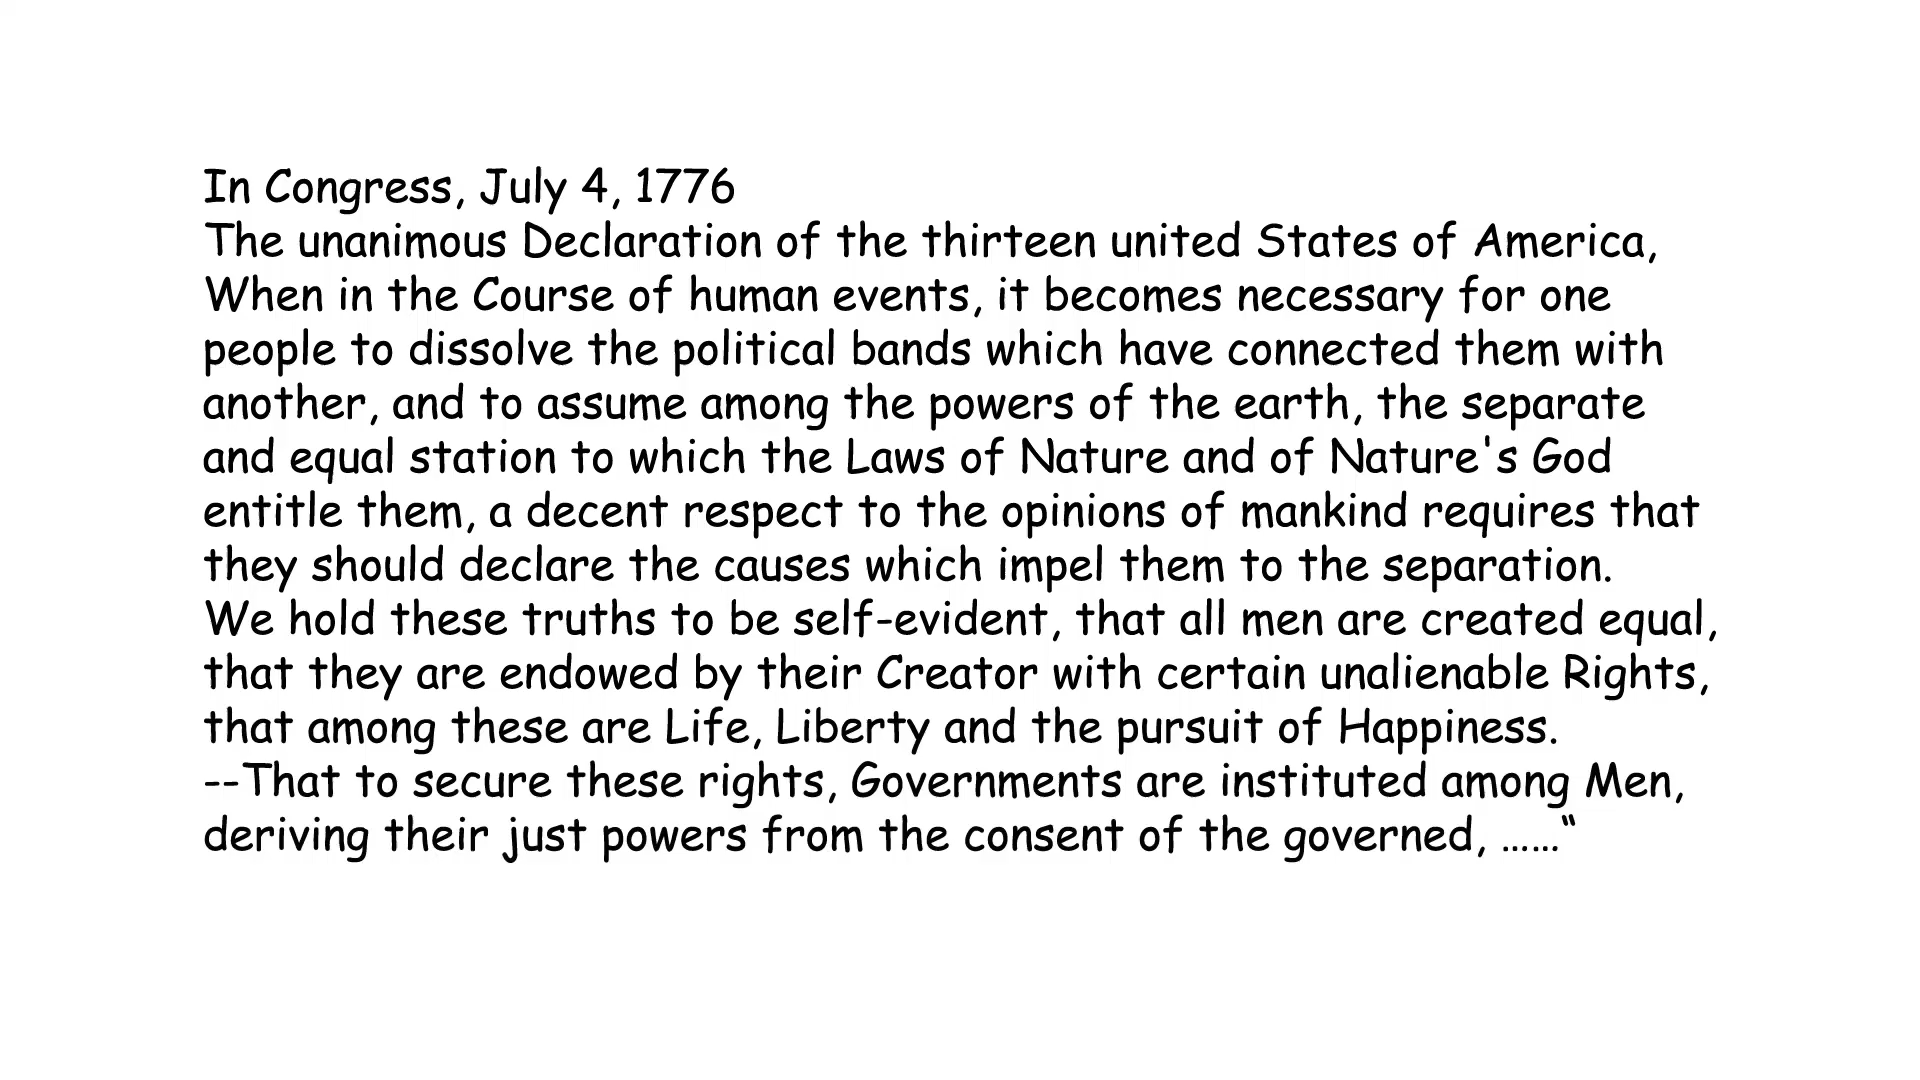 In Congress, July 4, 1776
The unanimous Declaration of the thirteen united States of America,
When in the Course of human events, it becomes necessary for one
people to dissolve the political bands which have connected them with
another, and to assume among the powers of the earth, the separate
and equal station to which the Laws of Nature and of Nature's God
entitle them, a decent respect to the opinions of mankind requires that
they should declare the causes which impel them to the separation.
We hold these truths to be self-evident, that all men are created equal,
that they are endowed by their Creator with certain unalienable Rights,
that among these are Life, Liberty and the pursuit of Happiness.
--That to secure these rights, Governments are instituted among Men,
deriving their just powers from the consent of the governed, ……“